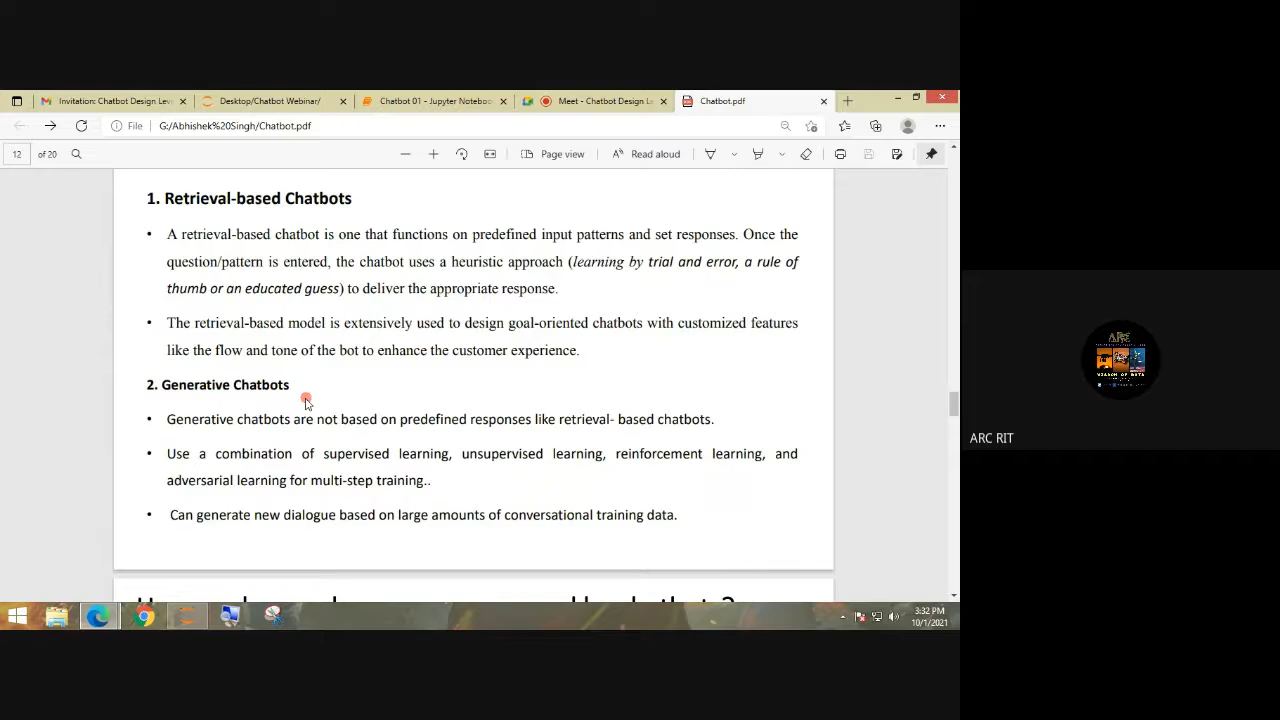 Invitation: Chatbot Design Lev
Desktop/Chatbot Webinar/
Chatbot 01 - Jupyter Noteboo
Meet - Chatbot Design Le
Chatbot.pdf
File G:/Abhishek%20Singh/Chatbot.pdf
12 of 20
Page view
Read aloud
1. Retrieval-based Chatbots
• A retrieval-based chatbot is one that functions on predefined input patterns and set responses. Once the
question/pattern is entered, the chatbot uses a heuristic approach (learning by trial and error, a rule of
thumb or an educated guess) to deliver the appropriate response.
• The retrieval-based model is extensively used to design goal-oriented chatbots with customized features
like the flow and tone of the bot to enhance the customer experience.
2. Generative Chatbots
• Generative chatbots are not based on predefined responses like retrieval- based chatbots.
• Use a combination of supervised learning, unsupervised learning, reinforcement learning, and
adversarial learning for multi-step training..
• Can generate new dialogue based on large amounts of conversational training data.
3:32 PM
10/1/2021
ARC RIT